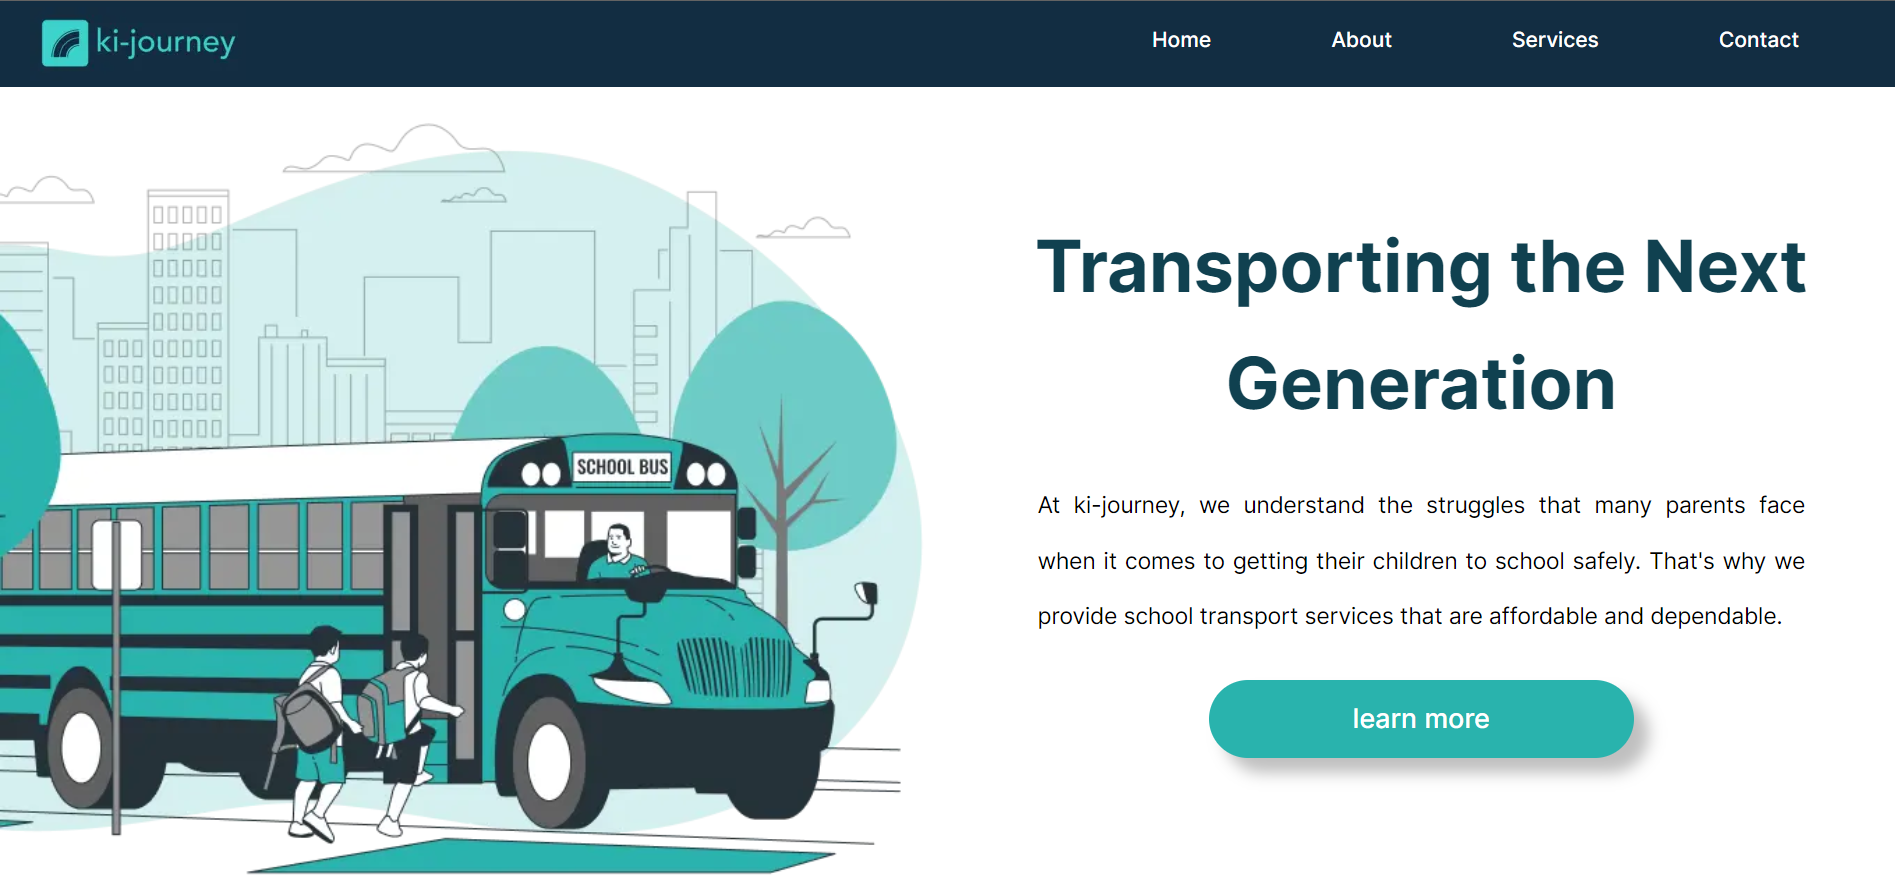 ki-journey
Home
About
Services
Contact
SCHOOL BUS
Transporting the Next
Generation
At ki-journey, we understand the struggles that many parents face
when it comes to getting their children to school safely. That's why we
provide school transport services that are affordable and dependable.
learn more